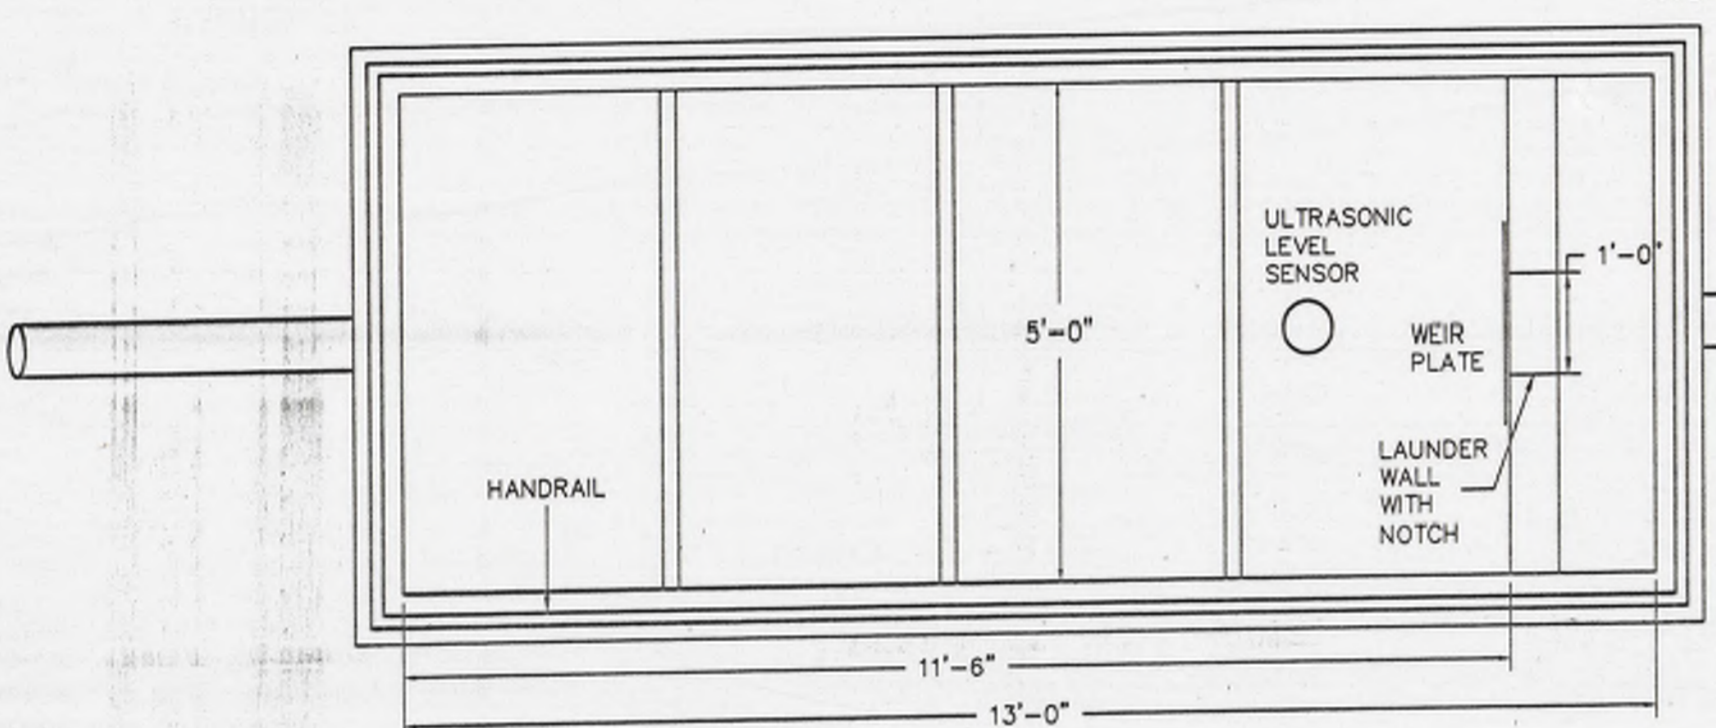 ULTRASONIC
LEVEL
SENSOR
1'-0"
5'-0"
WEIR
PLATE
LAUNDER
WALL
WITH
NOTCH
HANDRAIL
11'-6"
13'-0"